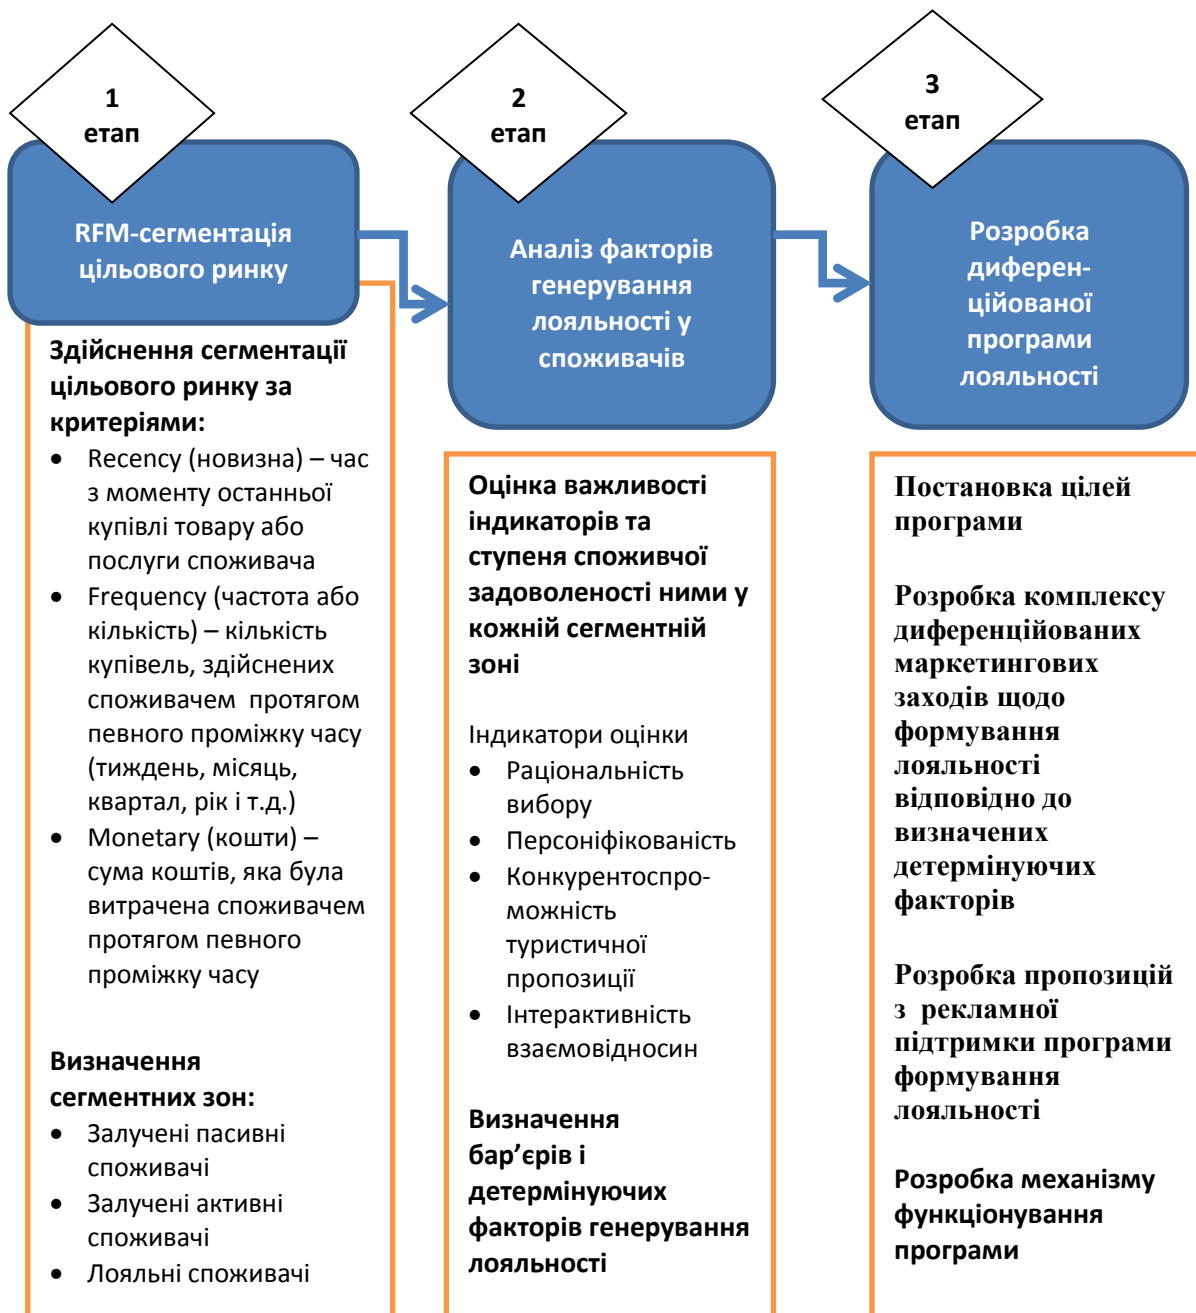 1
етап
RFM-сегментація
цільового ринку
Здійснення сегментації
цільового ринку за
критеріями:
• Recency (новизна) – час
з моменту останньої
купівлі товару або
послуги споживача
• Frequency (частота або
кількість) – кількість
купівель, здійснених
споживачем протягом
певного проміжку часу
(тиждень, місяць,
квартал, рік і т.д.)
• Monetary (кошти) –
сума коштів, яка була
витрачена споживачем
протягом певного
проміжку часу
Визначення
сегментних зон:
• Залучені пасивні
споживачі
• Залучені активні
споживачі
• Лояльні споживачі
2
етап
Аналіз факторів
генерування
лояльності у
споживачів
Оцінка важливості
індикаторів та
ступеня споживчої
задоволеності ними у
кожній сегментній
зоні
Індикатори оцінки
• Раціональність
вибору
• Персоніфікованість
• Конкурентоспро-
можність
туристичної
пропозиції
• Інтерактивність
взаємовідносин
Визначення
бар’єрів і
детермінуючих
факторів генерування
лояльності
3
етап
Розробка
диферен-
ційованої
програми
лояльності
Постановка цілей
програми
Розробка комплексу
диференційованих
маркетингових
заходів щодо
формування
лояльності
відповідно до
визначених
детермінуючих
факторів
Розробка пропозицій
з рекламної
підтримки програми
формування
лояльності
Розробка механізму
функціонування
програми